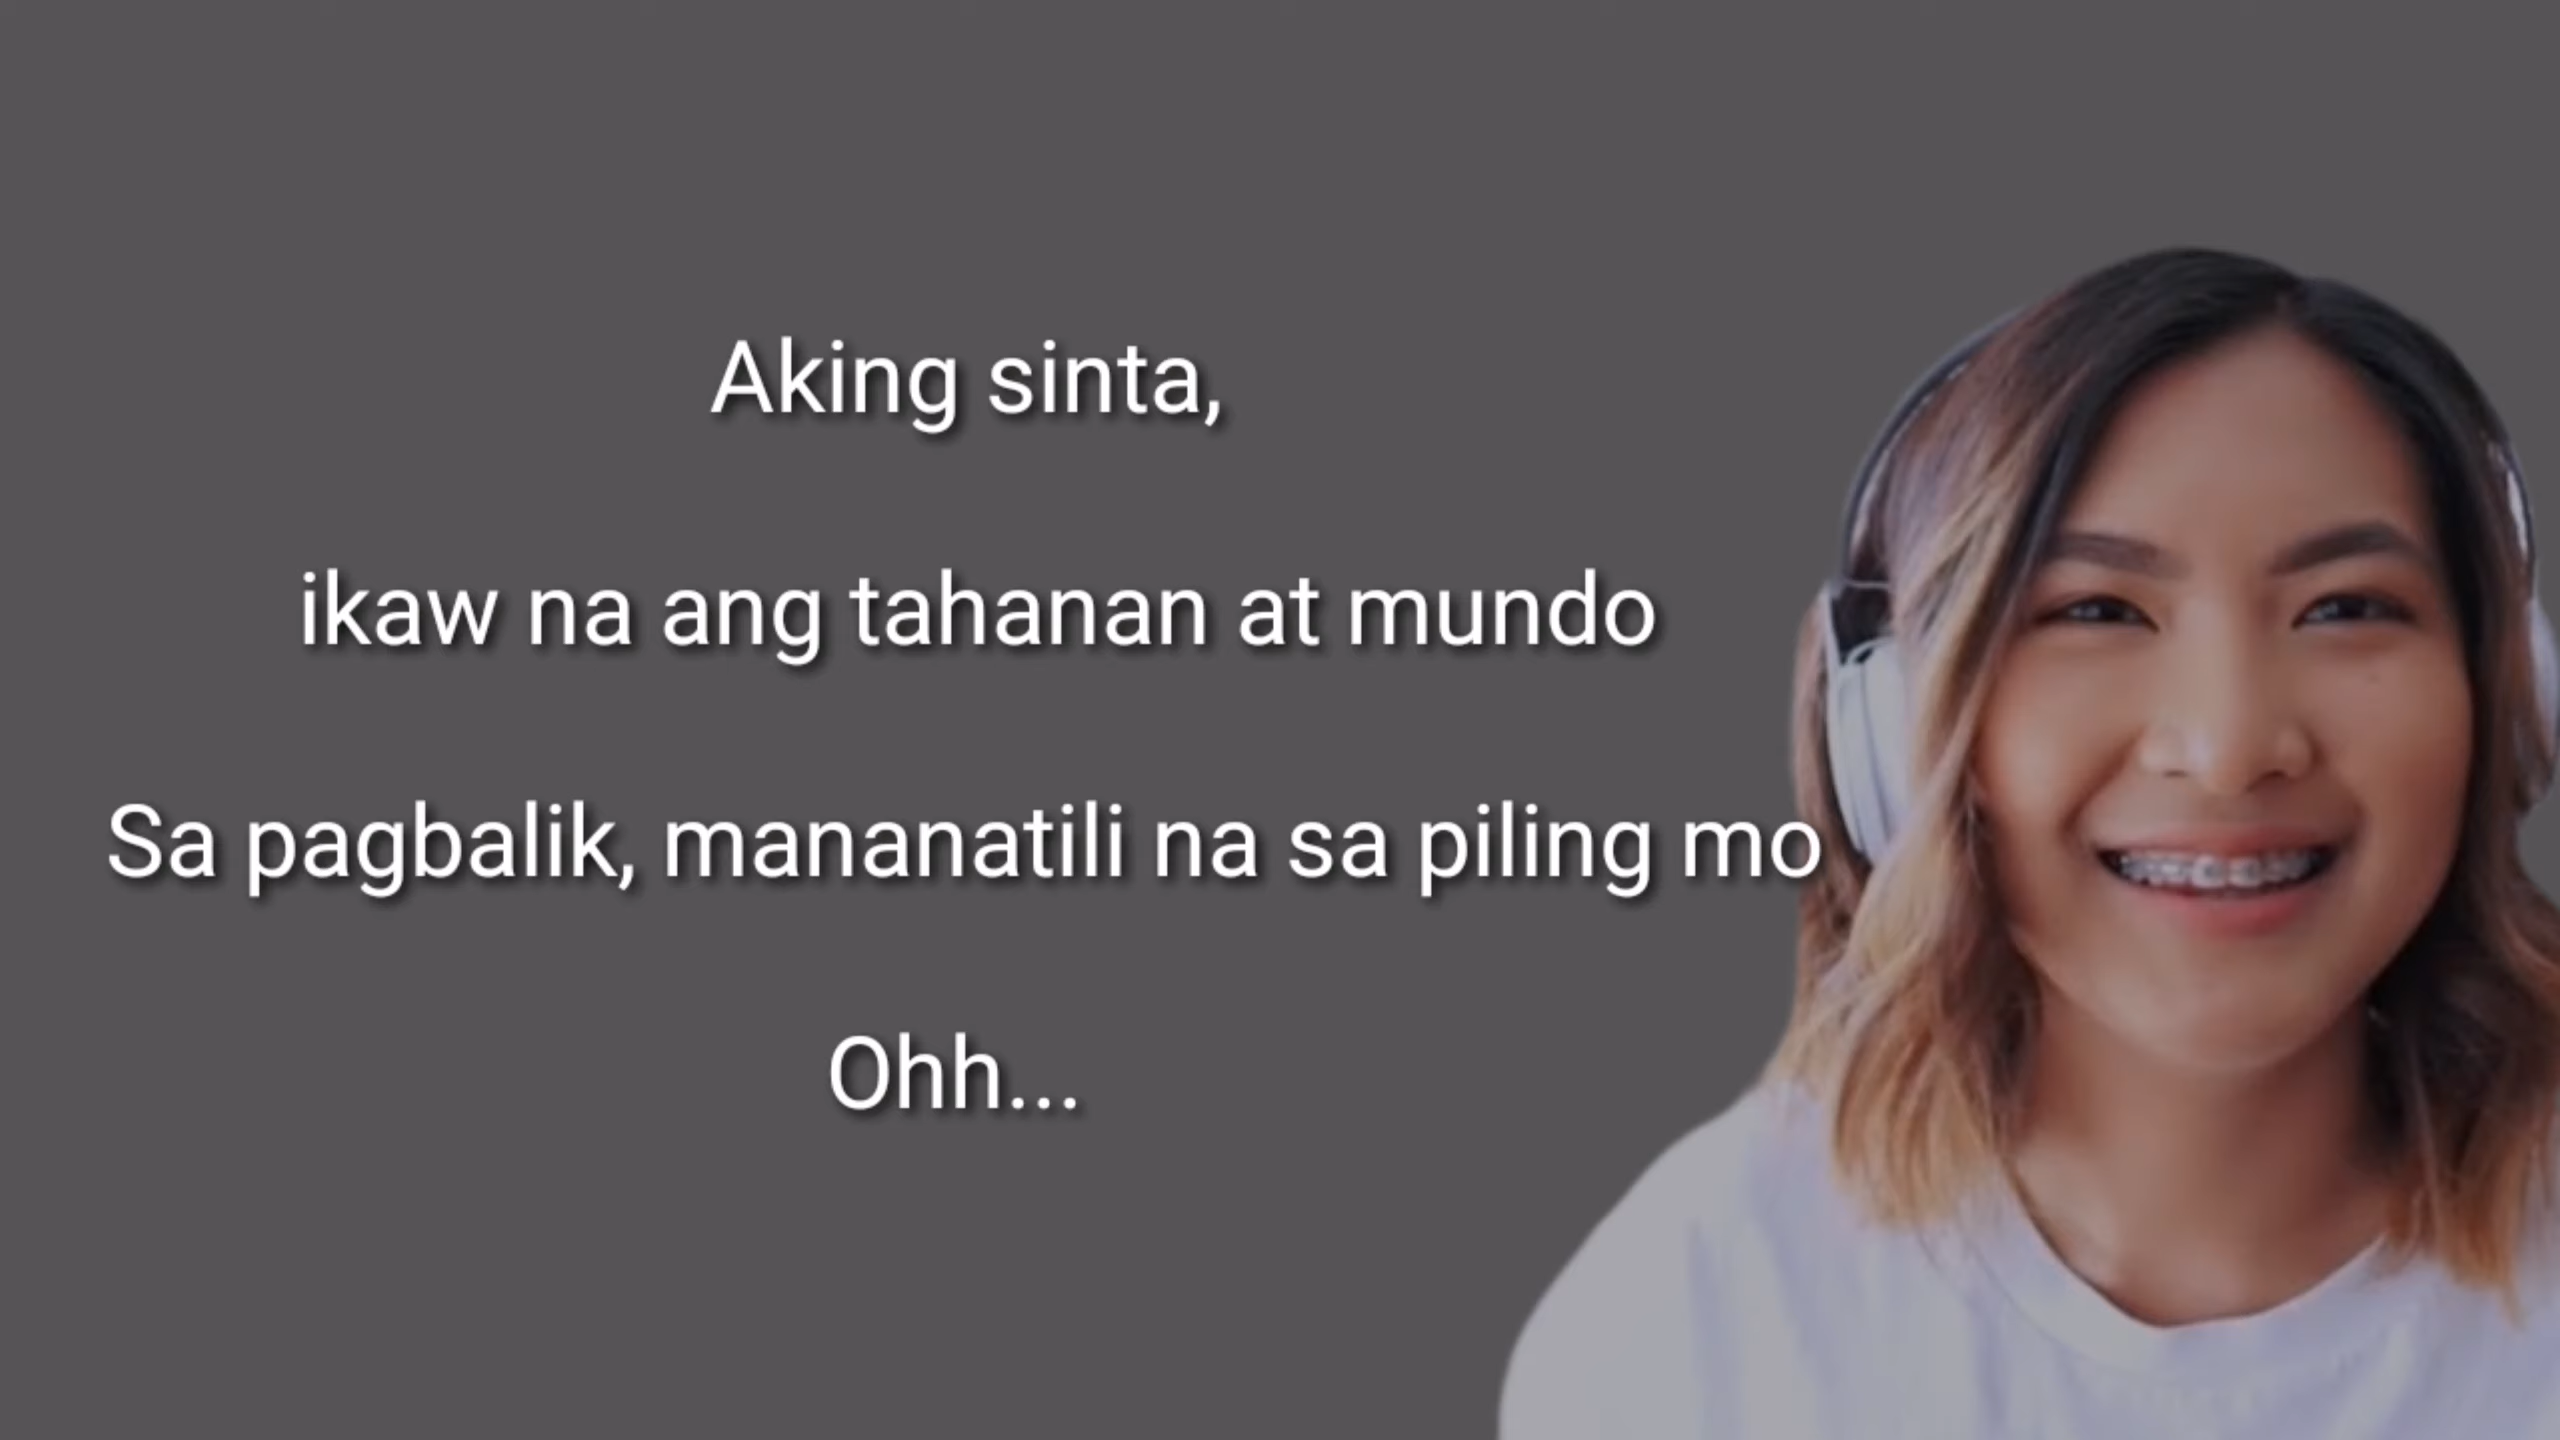 Aking sinta,
ikaw na ang tahanan at mundo
Sa pagbalik, mananatili na sa piling mo
Ohh...